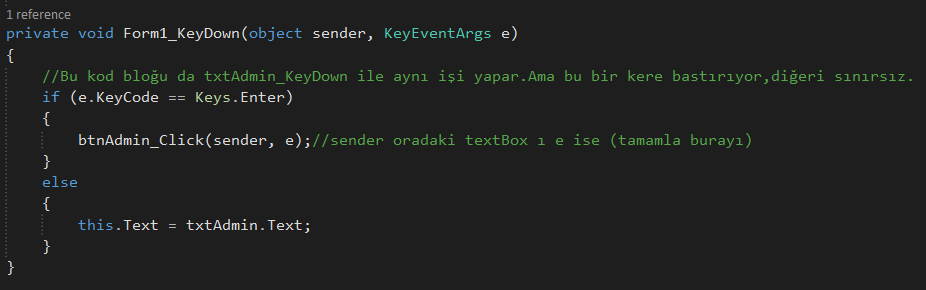 1 reference
private void Form1_KeyDown(object sender, KeyEventArgs e)
{
//Bu kod bloğu da txtAdmin_KeyDown ile aynı işi yapar.Ama bu bir kere bastırıyor,diğeri sınırsız.
if (e.KeyCode == Keys.Enter)
{
btnAdmin_Click(sender, e);//sender oradaki textBox ı e ise (tamamla burayı)
}
else
{
this.Text = txtAdmin.Text;
}
}